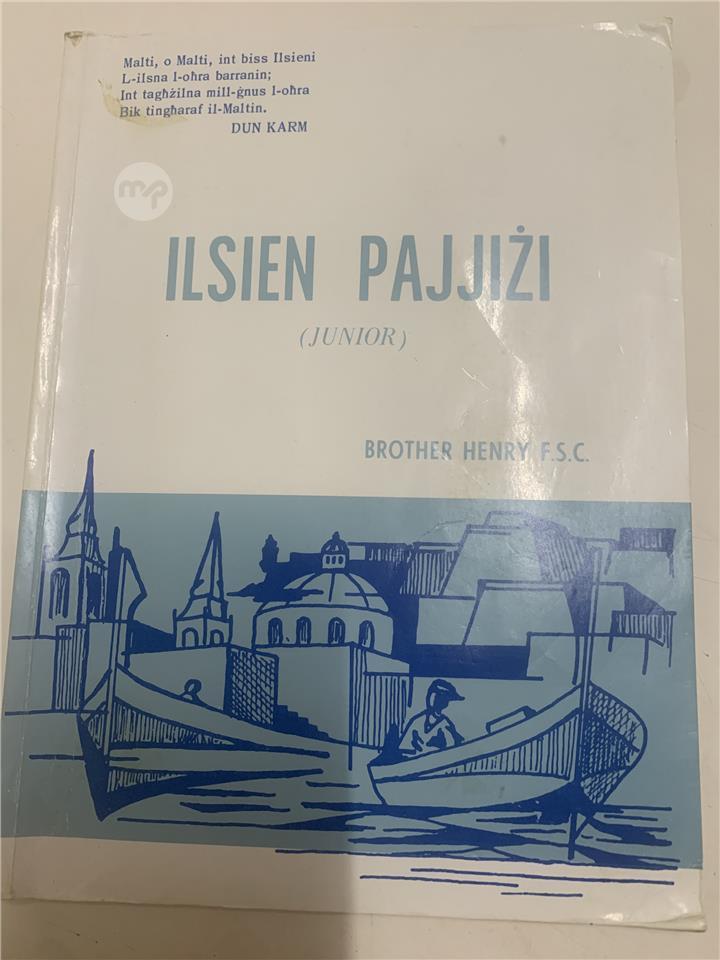 Malti, o Malti, int biss Ilsieni
L-ilsna l-oħra barranin;
Int tagħżilna mill-ġnus l-oħra
Bik tingħaraf il-Maltin.
DUN KARM
mp
ILSIEN PAJJIŻI
(JUNIOR)
BROTHER HENRY F.S.C.